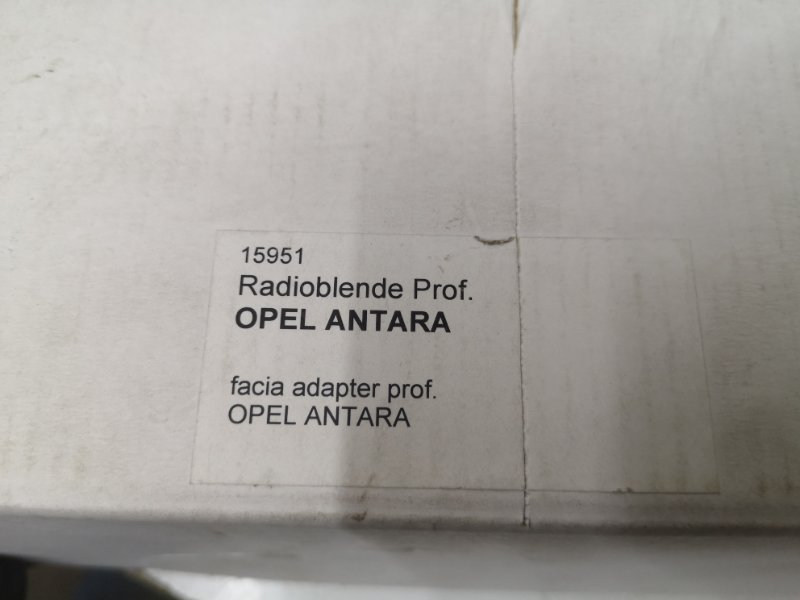 15951
Radioblende Prof.
OPEL ANTARA
facia adapter prof.
OPEL ANTARA